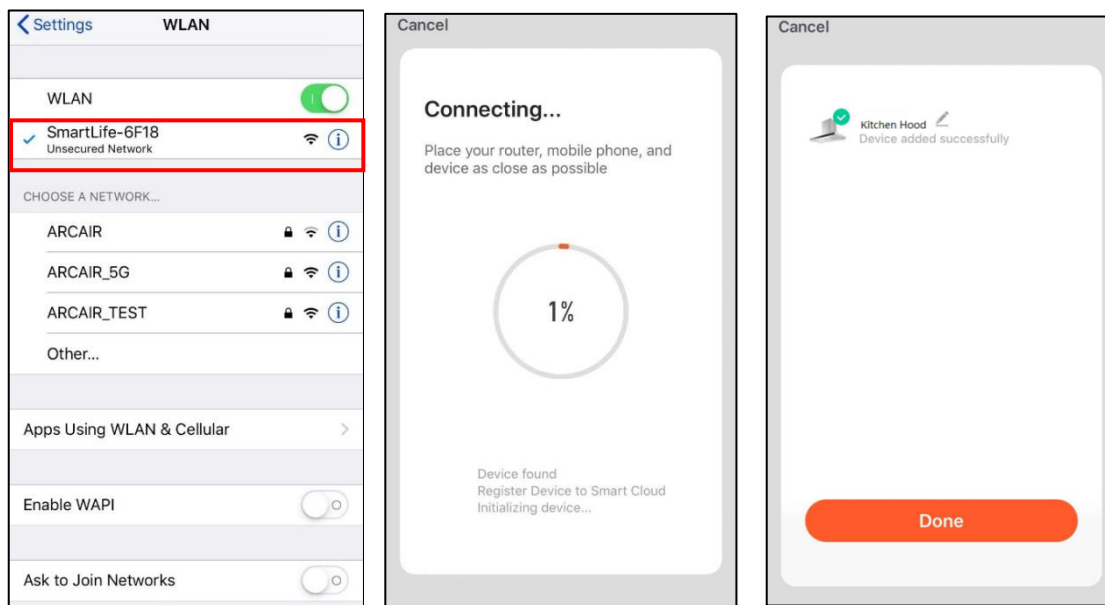 Settings
WLAN
WLAN
SmartLife-6F18
Unsecured Network
CHOOSE A NETWORK...
ARCAIR
ARCAIR_5G
ARCAIR_TEST
Other...
Apps Using WLAN & Cellular
Enable WAPI
Ask to Join Networks
Cancel
Connecting...
Place your router, mobile phone, and
device as close as possible
1%
Device found
Register Device to Smart Cloud
Initializing device...
Cancel
Kitchen Hood
Device added successfully
Done